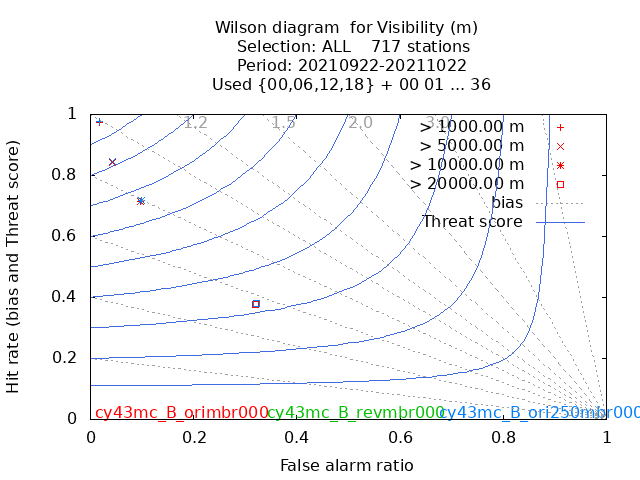 Wilson diagram  for Visibility (m)
Selection: ALL    717 stations
Period: 20210922-20211022
Used {00,06,12,18} + 00 01 ... 36
Hit rate (bias and Threat score)
1
0.8
0.6
0.4
0.2
0
1.2
1.5
2.0
3.0
> 1000.00 m
> 5000.00 m
> 10000.00 m
> 20000.00 m
bias
Threat score
cy43mc_B_orimbr000
cy43mc_B_revmbr000
cy43mc_B_ori250mbr000
0 0.2 0.4 0.6 0.8 1
False alarm ratio